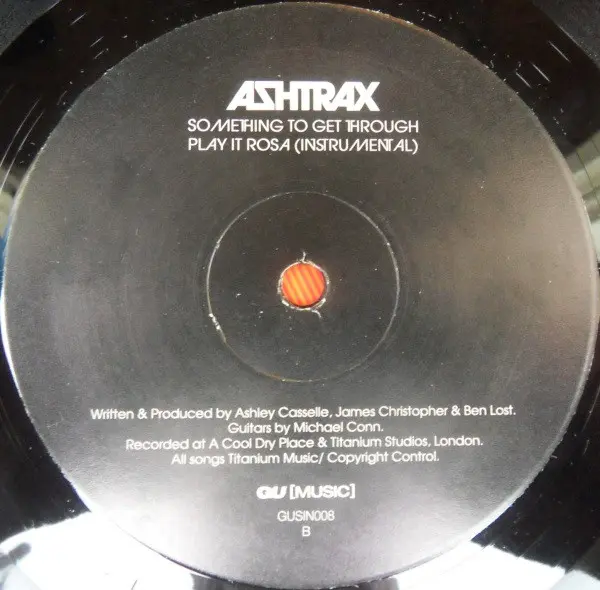 ASHTRAX
SOMETHING TO GET THROUGH
PLAY IT ROSA (INSTRUMENTAL)
Written & Produced by Ashley Casselle, James Christopher & Ben Lost.
Guitars by Michael Conn.
Recorded at A Cool Dry Place & Titanium Studios, London.
All songs Titanium Music/ Copyright Control.
GU [MUSIC]
GUSIN008
B